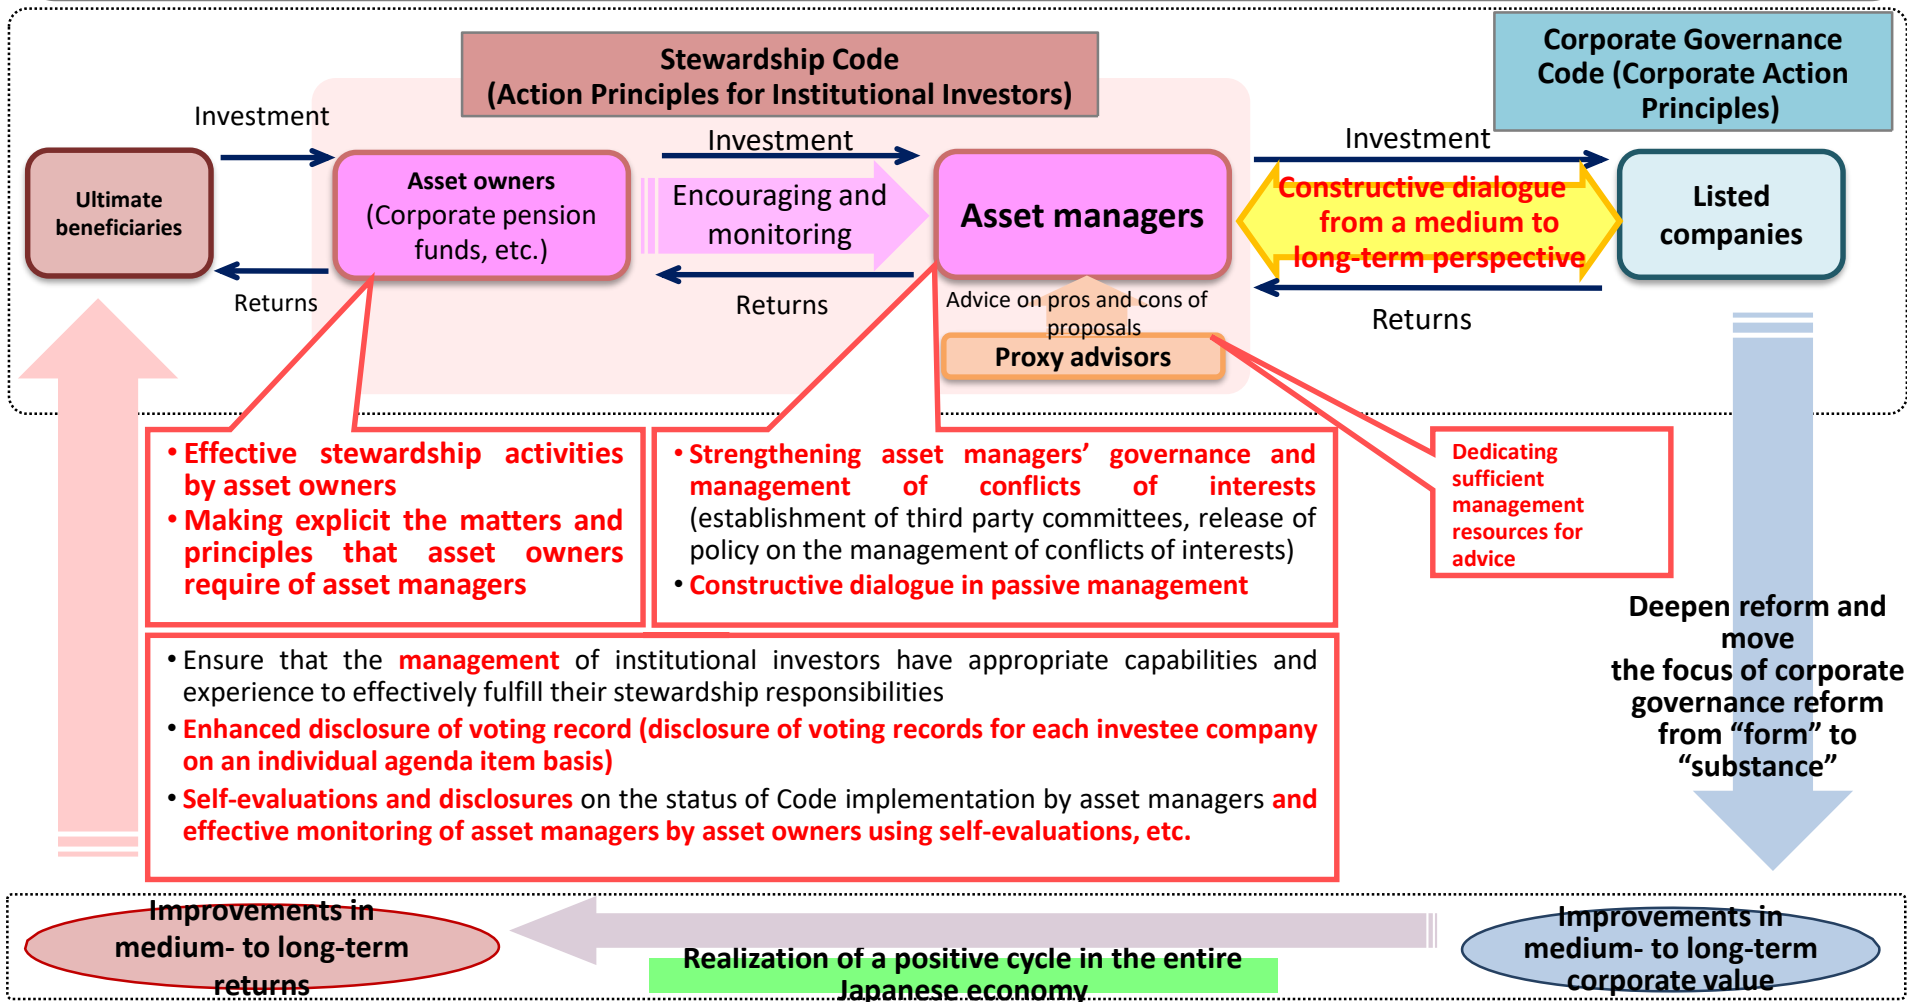 Stewardship Code
(Action Principles for Institutional Investors)
Corporate Governance
Code (Corporate Action
Principles)
Investment
Investment
Investment
Ultimate
beneficiaries
Asset owners
(Corporate pension
funds, etc.)
Encouraging and
monitoring
Asset managers
Constructive dialogue
from a medium to
long-term perspective
Listed
companies
Returns
Returns
Returns
Advice on pros and cons of
proposals
Proxy advisors
• Effective stewardship activities
by asset owners
• Making explicit the matters and
principles that asset owners
require of asset managers
• Strengthening asset managers’ governance and
management of conflicts of interests
(establishment of third party committees, release of
policy on the management of conflicts of interests)
• Constructive dialogue in passive management
Dedicating
sufficient
management
resources for
advice
• Ensure that the management of institutional investors have appropriate capabilities and
experience to effectively fulfill their stewardship responsibilities
• Enhanced disclosure of voting record (disclosure of voting records for each investee company
on an individual agenda item basis)
• Self-evaluations and disclosures on the status of Code implementation by asset managers and
effective monitoring of asset managers by asset owners using self-evaluations, etc.
Deepen reform and
move
the focus of corporate
governance reform
from “form” to
“substance”
Improvements in
medium- to long-term
returns
Realization of a positive cycle in the entire
Japanese economy
Improvements in
medium- to long-term
corporate value